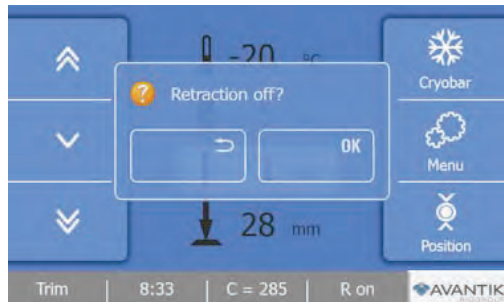 -20 °C
Cryobar
? Retraction off?
OK
Menu
28 mm
Position
Trim
8:33
C = 285
R on
AVANTIK